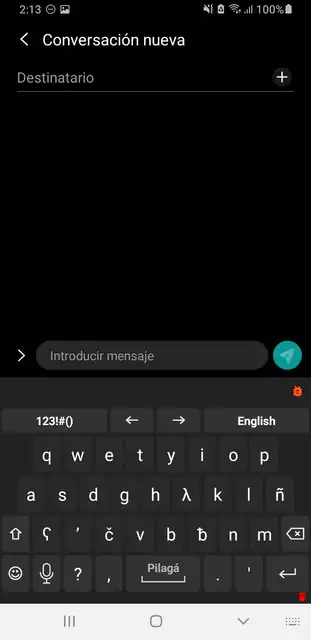 2:13 100%
Conversación nueva
Destinatario
Introducir mensaje
123!#() ← → English
q w e t y i o p
a s d g h λ k l ñ
ʕ ʼ č v b ƀ n m
? , Pilagá . '